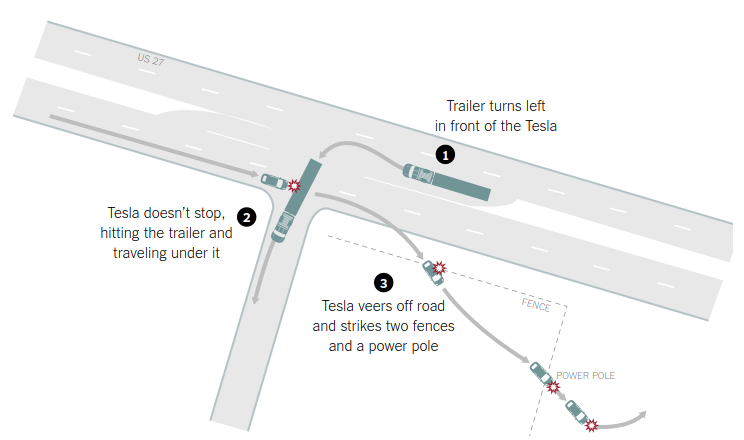 US 27
Trailer turns left
in front of the Tesla
1
Tesla doesn't stop,
hitting the trailer and
traveling under it
2
3
Tesla veers off road
and strikes two fences
and a power pole
FENCE
POWER POLE